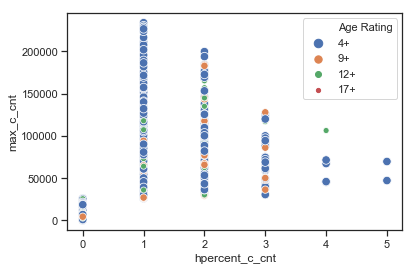 Age Rating
4+
9+
12+
17+
200000
150000
100000
50000
0
max_c_cnt
0 1 2 3 4 5
hpercent_c_cnt